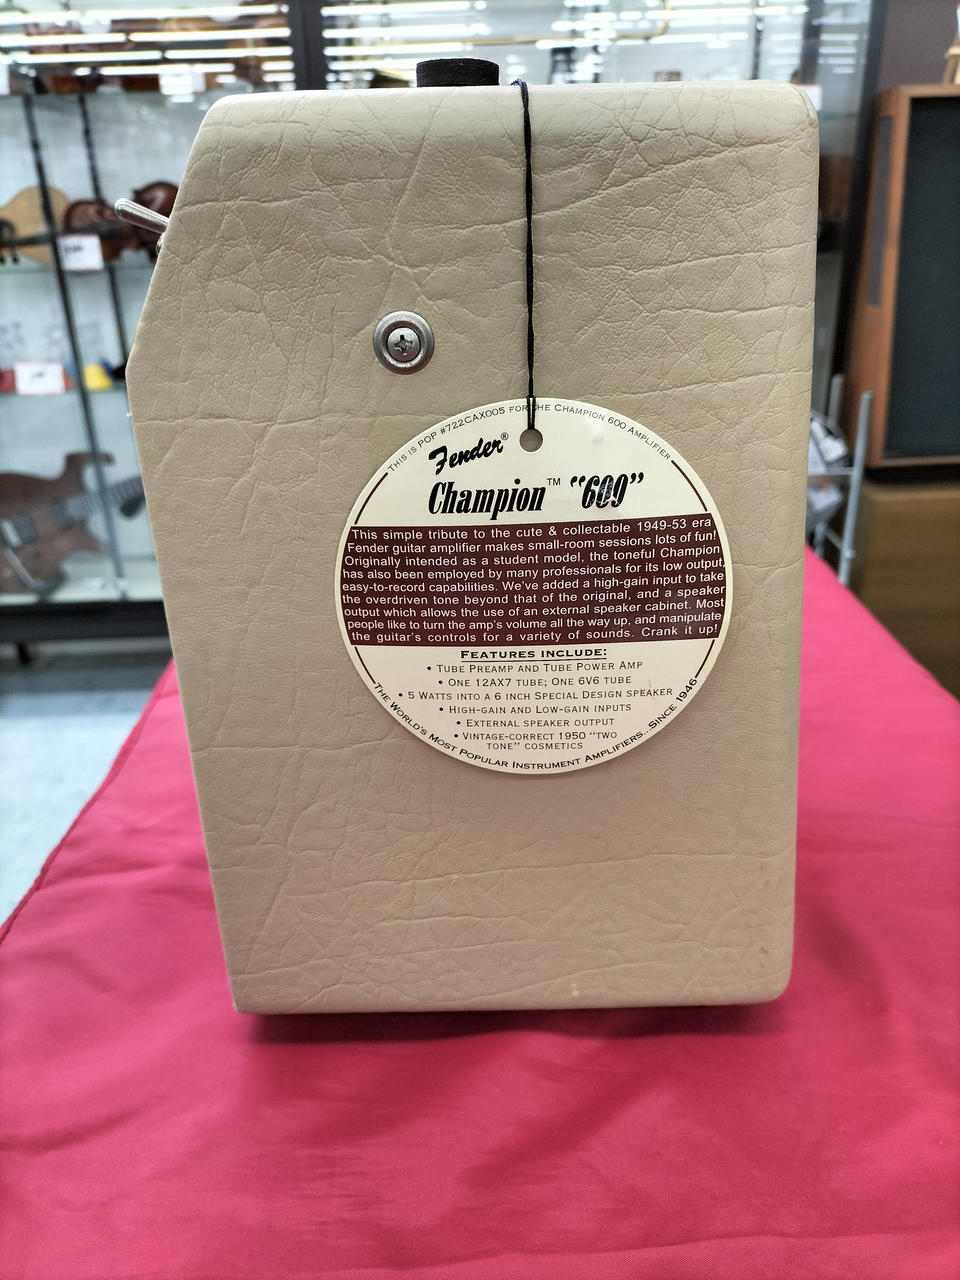 THIS IS POP #722CAX005 FOR THE CHAMPION 600 AMPLIFIER
Fender®
Champion™ “600”
This simple tribute to the cute & collectable 1949-53 era
Fender guitar amplifier makes small-room sessions lots of fun!
Originally intended as a student model, the toneful Champion
has also been employed by many professionals for its low output,
easy-to-record capabilities. We've added a high-gain input to take
the overdriven tone beyond that of the original, and a speaker
output which allows the use of an external speaker cabinet. Most
people like to turn the amp's volume all the way up, and manipulate
the guitar's controls for a variety of sounds. Crank it up!
FEATURES INCLUDE:
• TUBE PREAMP AND TUBE POWER AMP
• ONE 12AX7 TUBE; ONE 6V6 TUBE
• 5 WATTS INTO A 6 INCH SPECIAL DESIGN SPEAKER
• HIGH-GAIN AND LOW-GAIN INPUTS
• EXTERNAL SPEAKER OUTPUT
• VINTAGE-CORRECT 1950 “TWO
TONE” COSMETICS
THE WORLD'S MOST POPULAR INSTRUMENT AMPLIFIERS...SINCE 1946